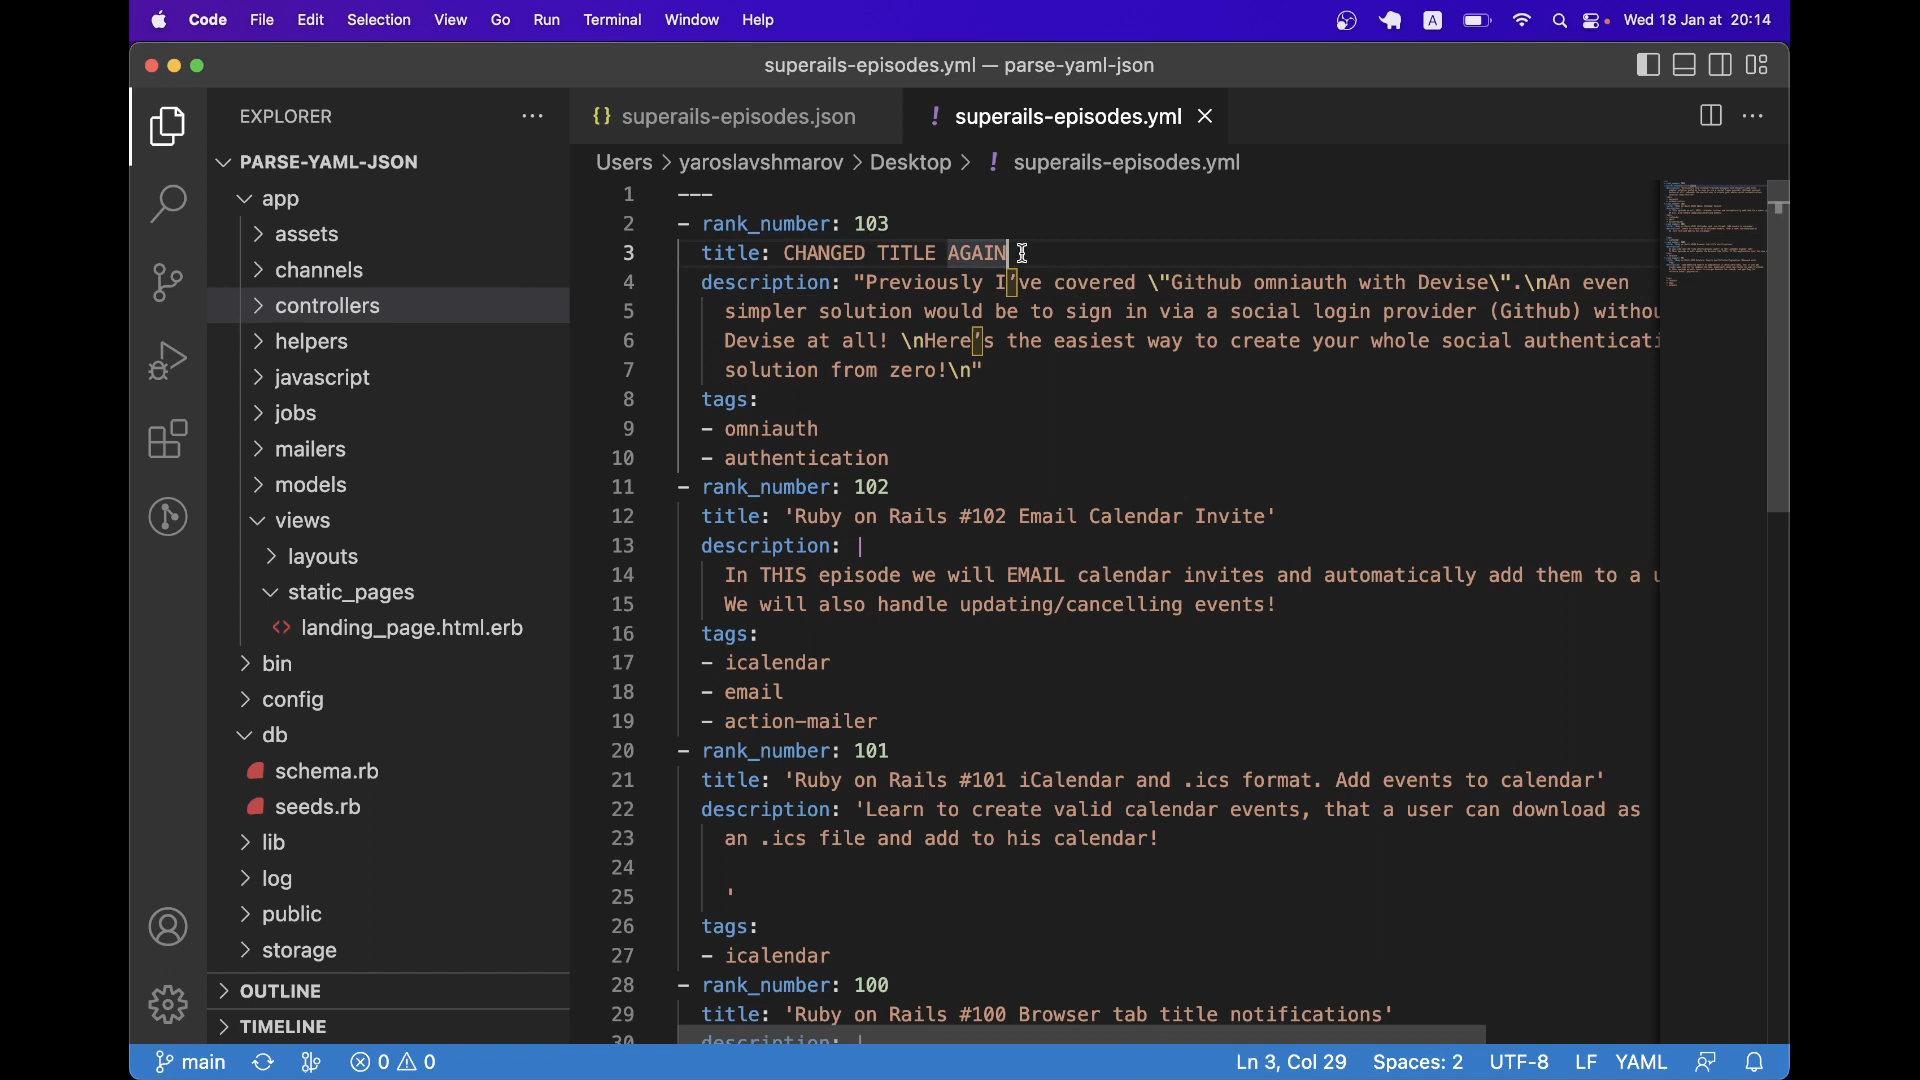 Code File Edit Selection View Go Run Terminal Window Help A Wed 18 Jan at 20:14
superails-episodes.yml — parse-yaml-json
EXPLORER
PARSE-YAML-JSON
app
assets
channels
controllers
helpers
javascript
jobs
mailers
models
views
layouts
static_pages
<> landing_page.html.erb
bin
config
db
schema.rb
seeds.rb
lib
log
public
storage
OUTLINE
TIMELINE
{} superails-episodes.json ! superails-episodes.yml
Users > yaroslavshmarov > Desktop > ! superails-episodes.yml
1 ---
2 - rank_number: 103
3 title: CHANGED TITLE AGAIN
4 description: "Previously I’ve covered \"Github omniauth with Devise\".\nAn even
5 simpler solution would be to sign in via a social login provider (Github) withou
6 Devise at all! \nHere’s the easiest way to create your whole social authenticati
7 solution from zero!\n"
8 tags:
9 - omniauth
10 - authentication
11 - rank_number: 102
12 title: 'Ruby on Rails #102 Email Calendar Invite'
13 description: |
14 In THIS episode we will EMAIL calendar invites and automatically add them to a u
15 We will also handle updating/cancelling events!
16 tags:
17 - icalendar
18 - email
19 - action-mailer
20 - rank_number: 101
21 title: 'Ruby on Rails #101 iCalendar and .ics format. Add events to calendar'
22 description: 'Learn to create valid calendar events, that a user can download as
23 an .ics file and add to his calendar!
24
25 '
26 tags:
27 - icalendar
28 - rank_number: 100
29 title: 'Ruby on Rails #100 Browser tab title notifications'
30 description: |
main 0 0 Ln 3, Col 29 Spaces: 2 UTF-8 LF YAML